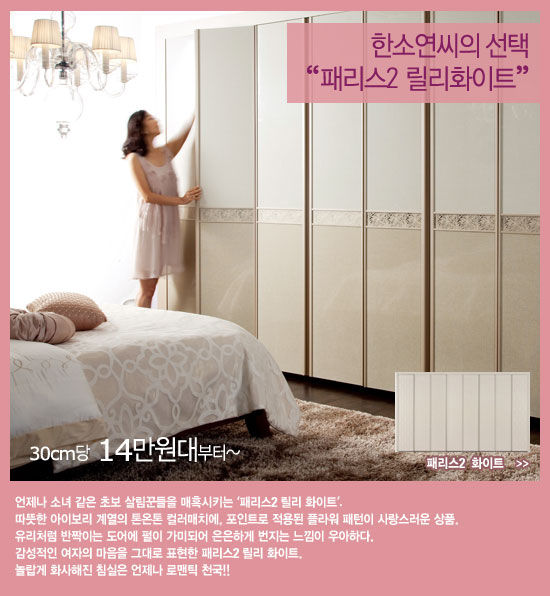 한소연씨의 선택
“패리스2 릴리화이트”
30cm당 14만원대부터~
패리스2 화이트 >>
언제나 소녀 같은 초보 살림꾼들을 매혹시키는 ‘패리스2 릴리 화이트’.
따뜻한 아이보리 계열의 톤온톤 컬러매치에, 포인트로 적용된 플라워 패턴이 사랑스러운 상품.
유리처럼 반짝이는 도어에 펄이 가미되어 은은하게 번지는 느낌이 우아하다.
감성적인 여자의 마음을 그대로 표현한 패리스2 릴리 화이트.
놀랍게 화사해진 침실은 언제나 로맨틱 천국!!